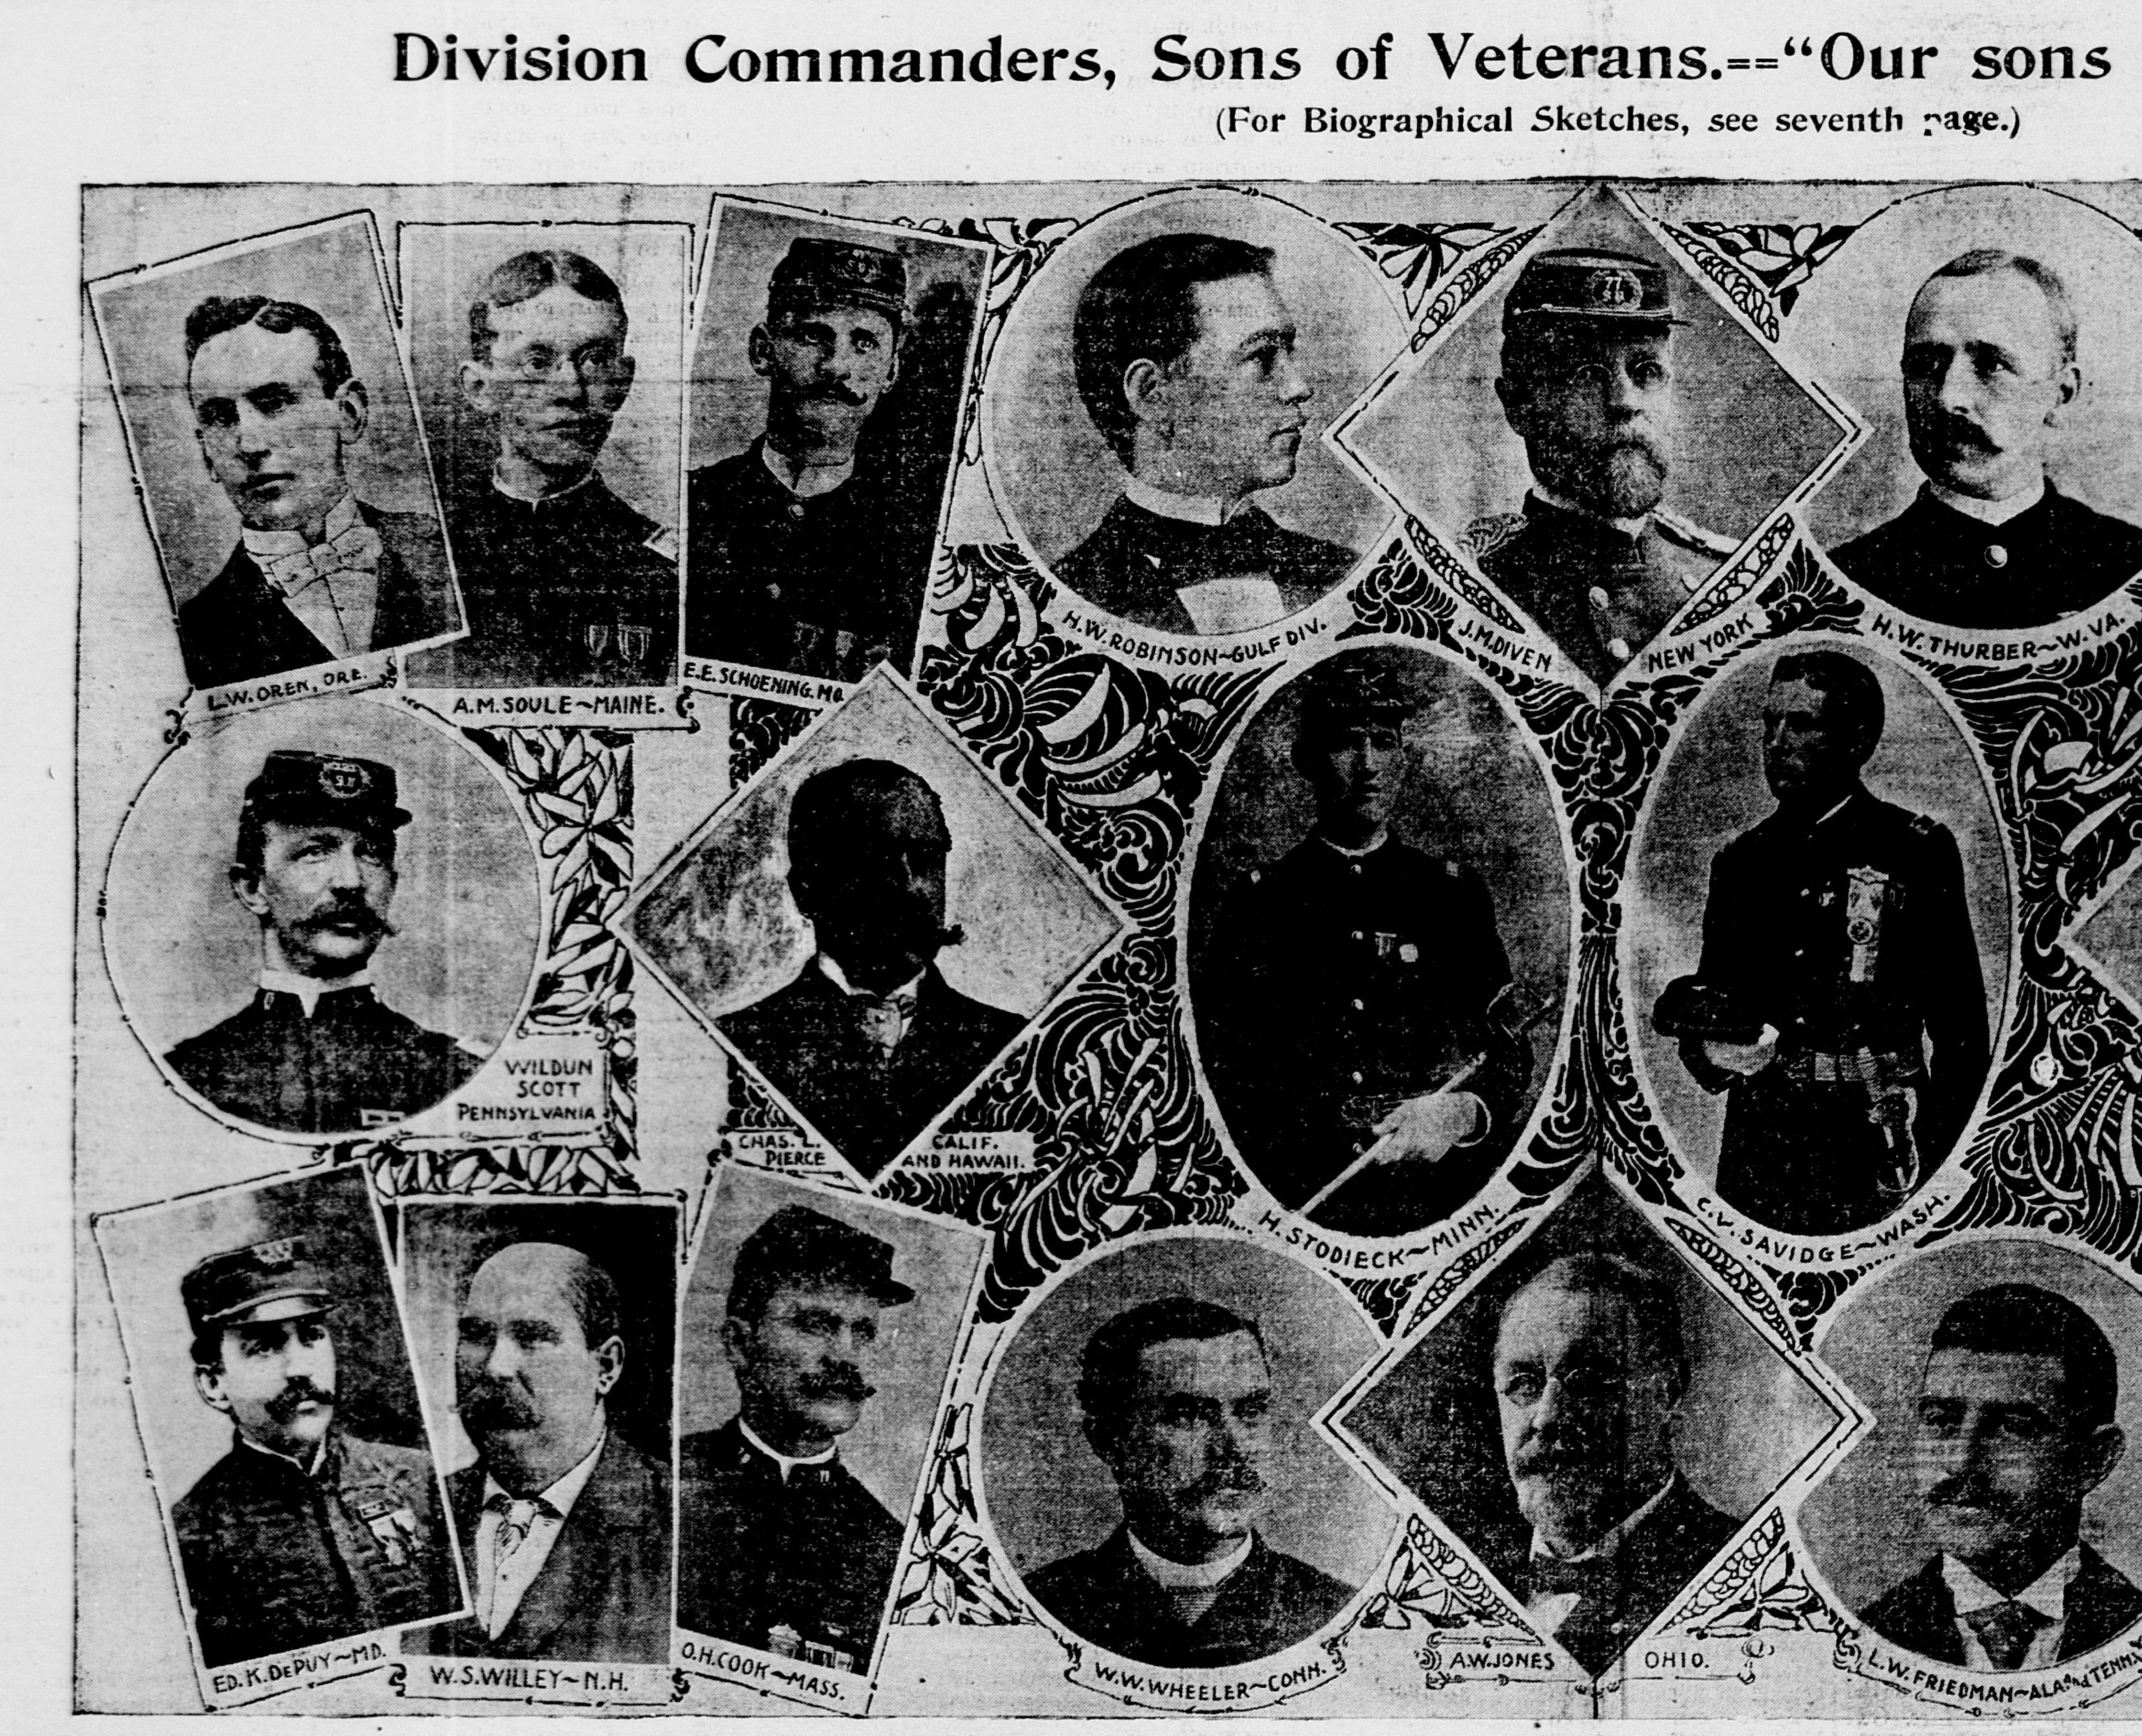 Division Commanders, Sons of Veterans.=="Our sons
(For Biographical Sketches, see seventh page.)
L.W. OREN, ORE.
A.M. SOULE~MAINE.
E.E. SCHOENING. MO.
H.W. ROBINSON~GULF DIV.
J.M. DIVEN
NEW YORK
H.W. THURBER~W. VA.
WILDUN
SCOTT
PENNSYLVANIA
CHAS. L.
PIERCE
CALIF.
AND HAWAII.
H. STODIECK~MINN.
C.V. SAVIDGE~WASH.
ED. K. DEPUY~MD.
W.S. WILLEY~N.H.
O.H. COOK~MASS.
W.W. WHEELER~CONN.
A.W. JONES
OHIO.
L.W. FRIEDMAN~ALA. and TENN.